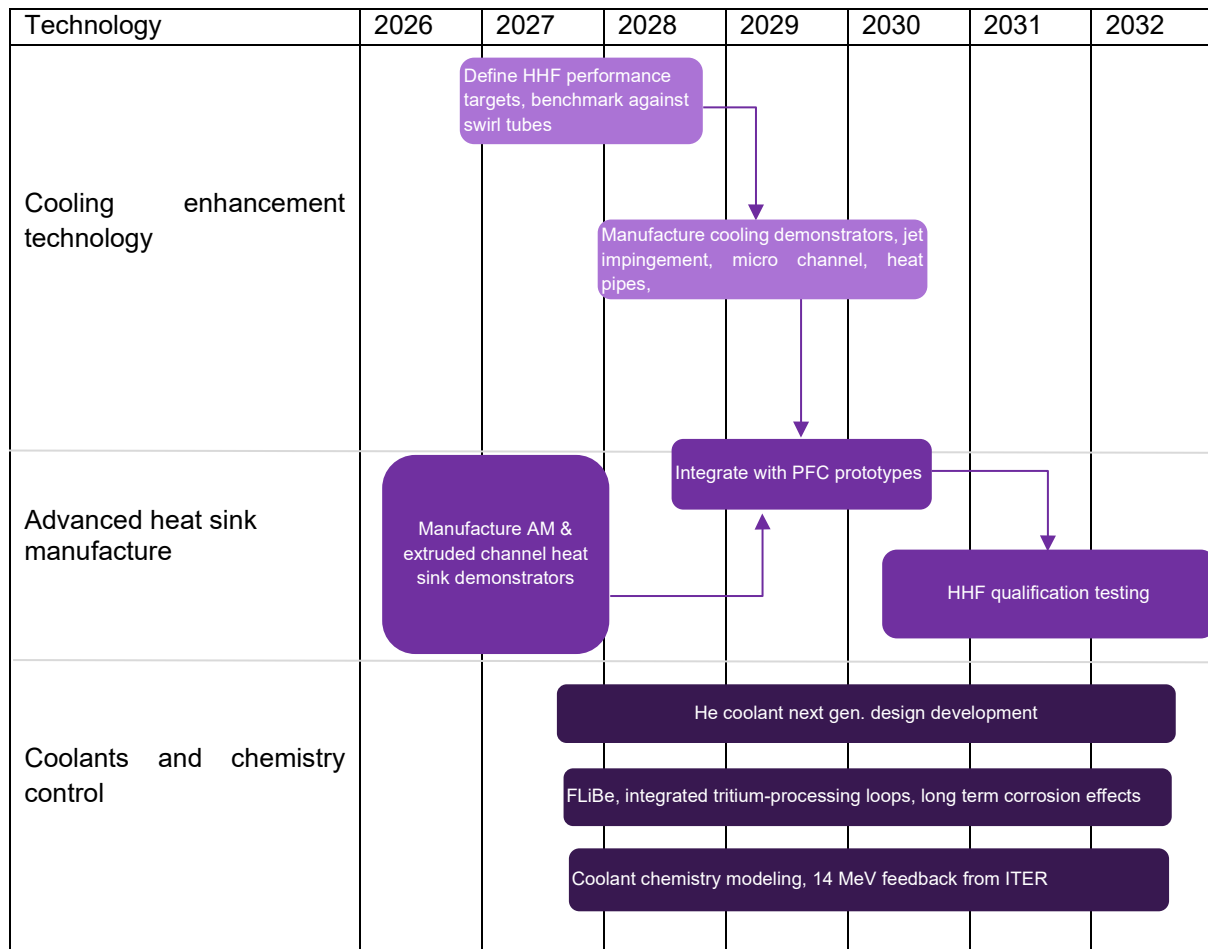 Technology 2026 2027 2028 2029 2030 2031 2032
Define HHF performance
targets, benchmark against
swirl tubes
Cooling enhancement
technology
Manufacture cooling demonstrators, jet
impingement, micro channel, heat
pipes,
Integrate with PFC prototypes
Advanced heat sink
manufacture
Manufacture AM &
extruded channel heat
sink demonstrators
HHF qualification testing
He coolant next gen. design development
Coolants and chemistry
control
FLiBe, integrated tritium-processing loops, long term corrosion effects
Coolant chemistry modeling, 14 MeV feedback from ITER